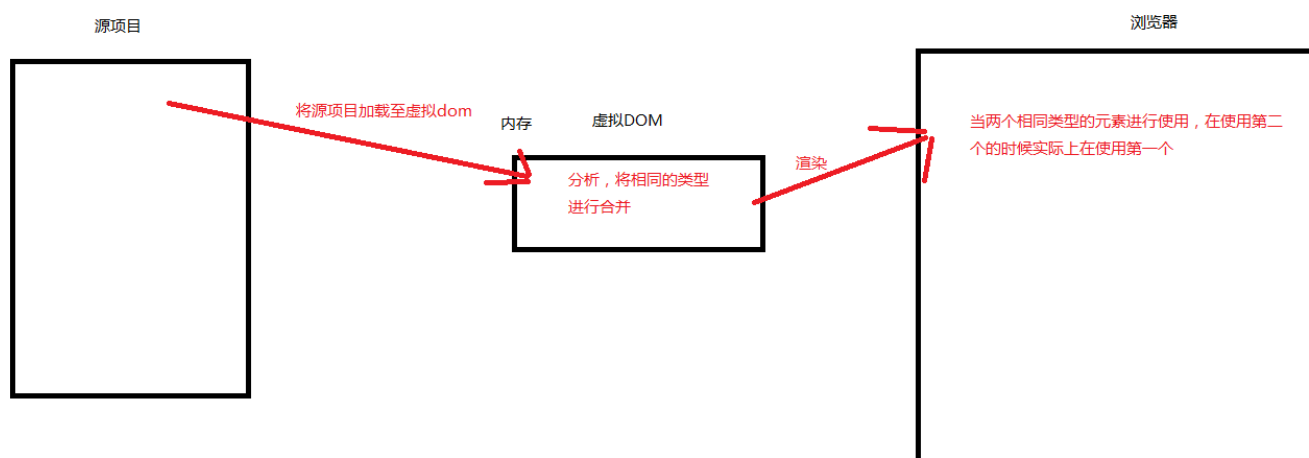 源项目
浏览器
将源项目加载至虚拟dom
内存
虚拟DOM
分析，将相同的类型
进行合并
渲染
当两个相同类型的元素进行使用，在使用第二
个的时候实际上在使用第一个